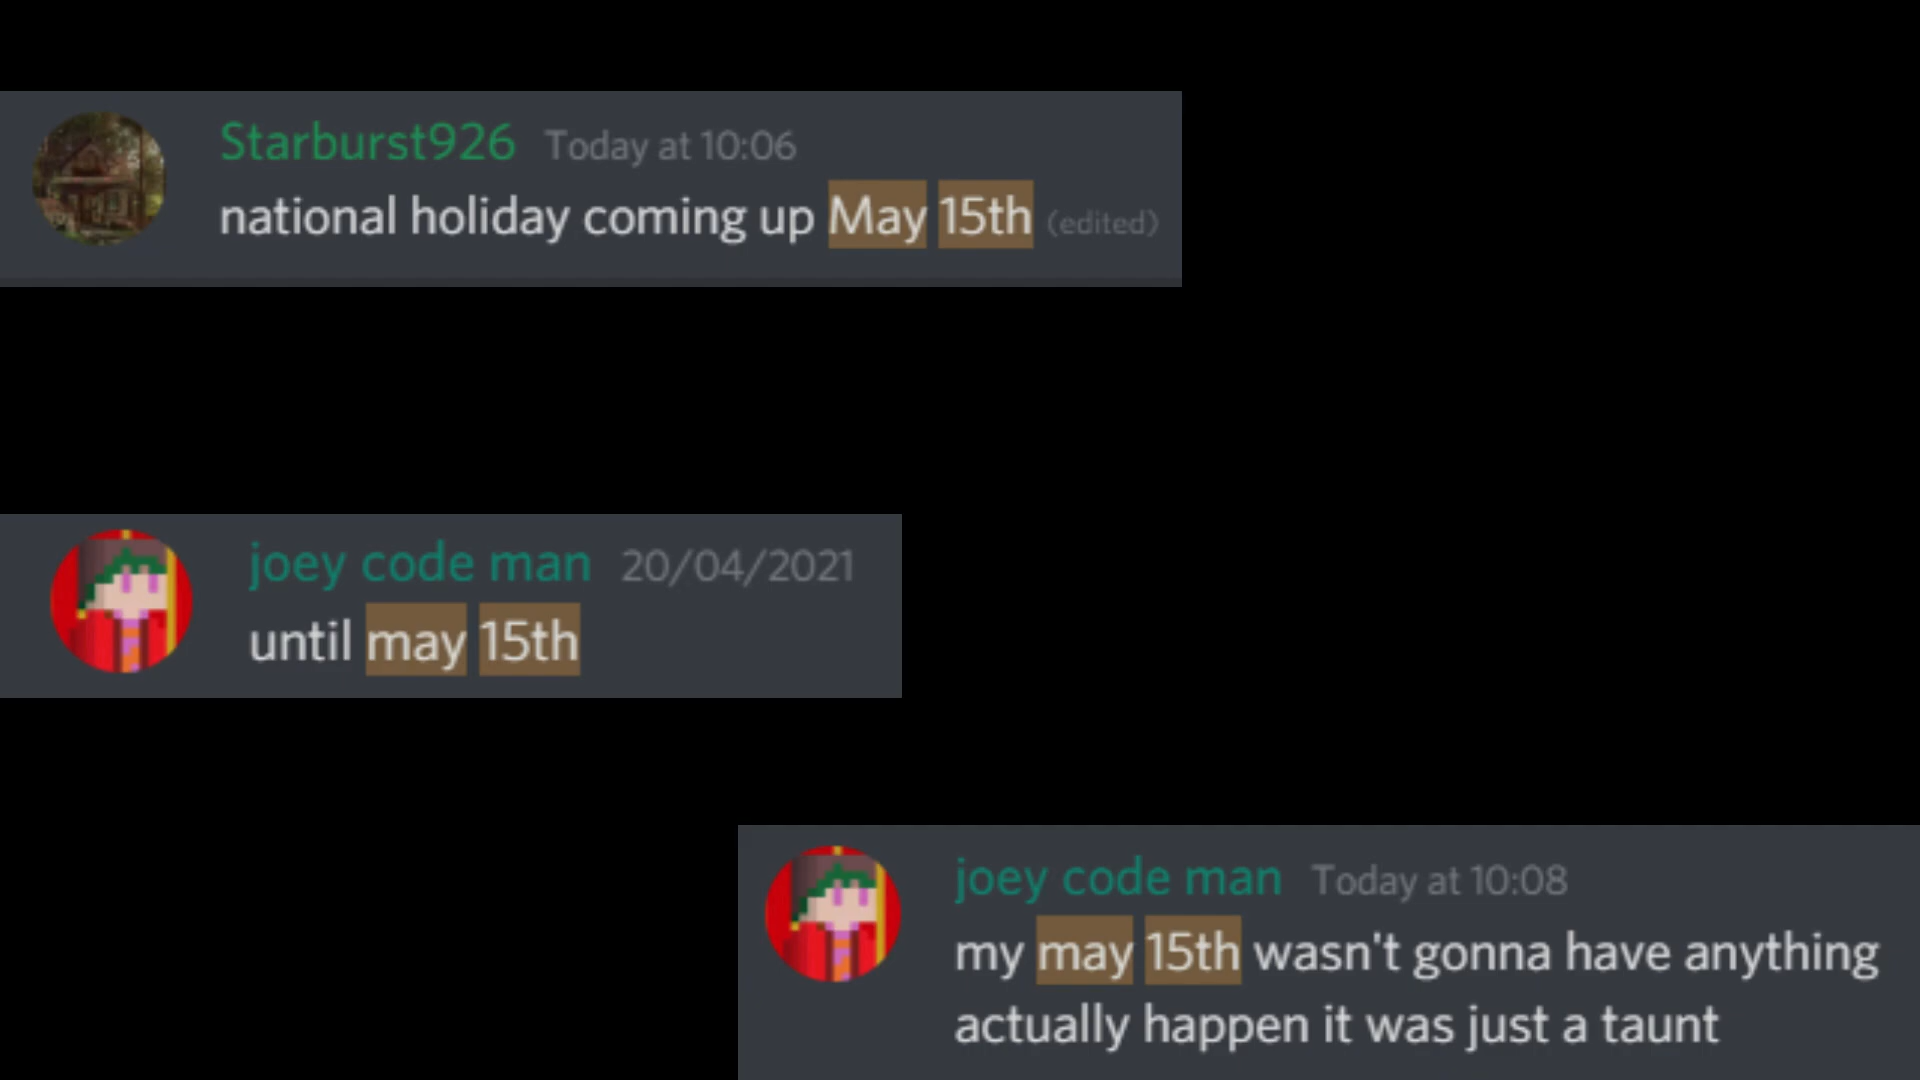 Starburst926 Today at 10:06
national holiday coming up May 15th (edited)
joey code man 20/04/2021
until may 15th
joey code man Today at 10:08
my may 15th wasn't gonna have anything
actually happen it was just a taunt